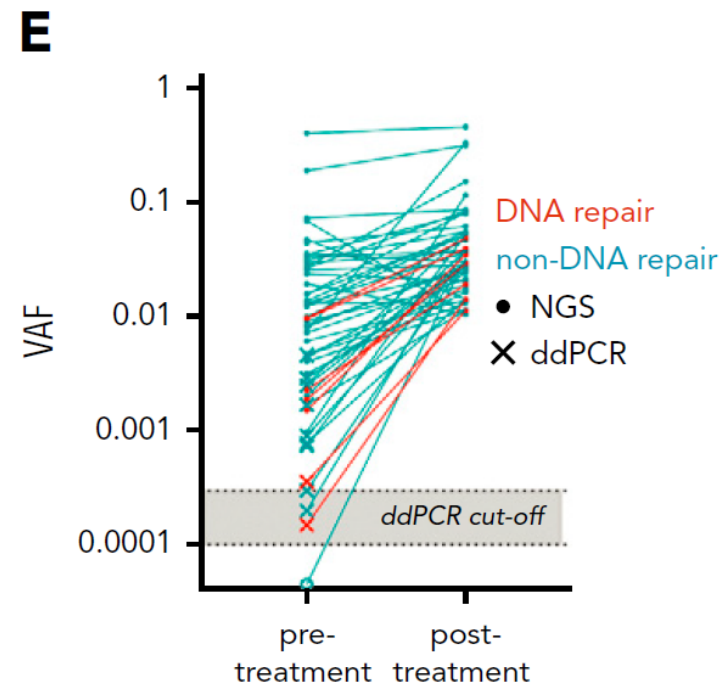 E
1
0.1
0.01
0.001
0.0001
VAF
DNA repair
non-DNA repair
NGS
ddPCR
ddPCR cut-off
pre-
treatment
post-
treatment